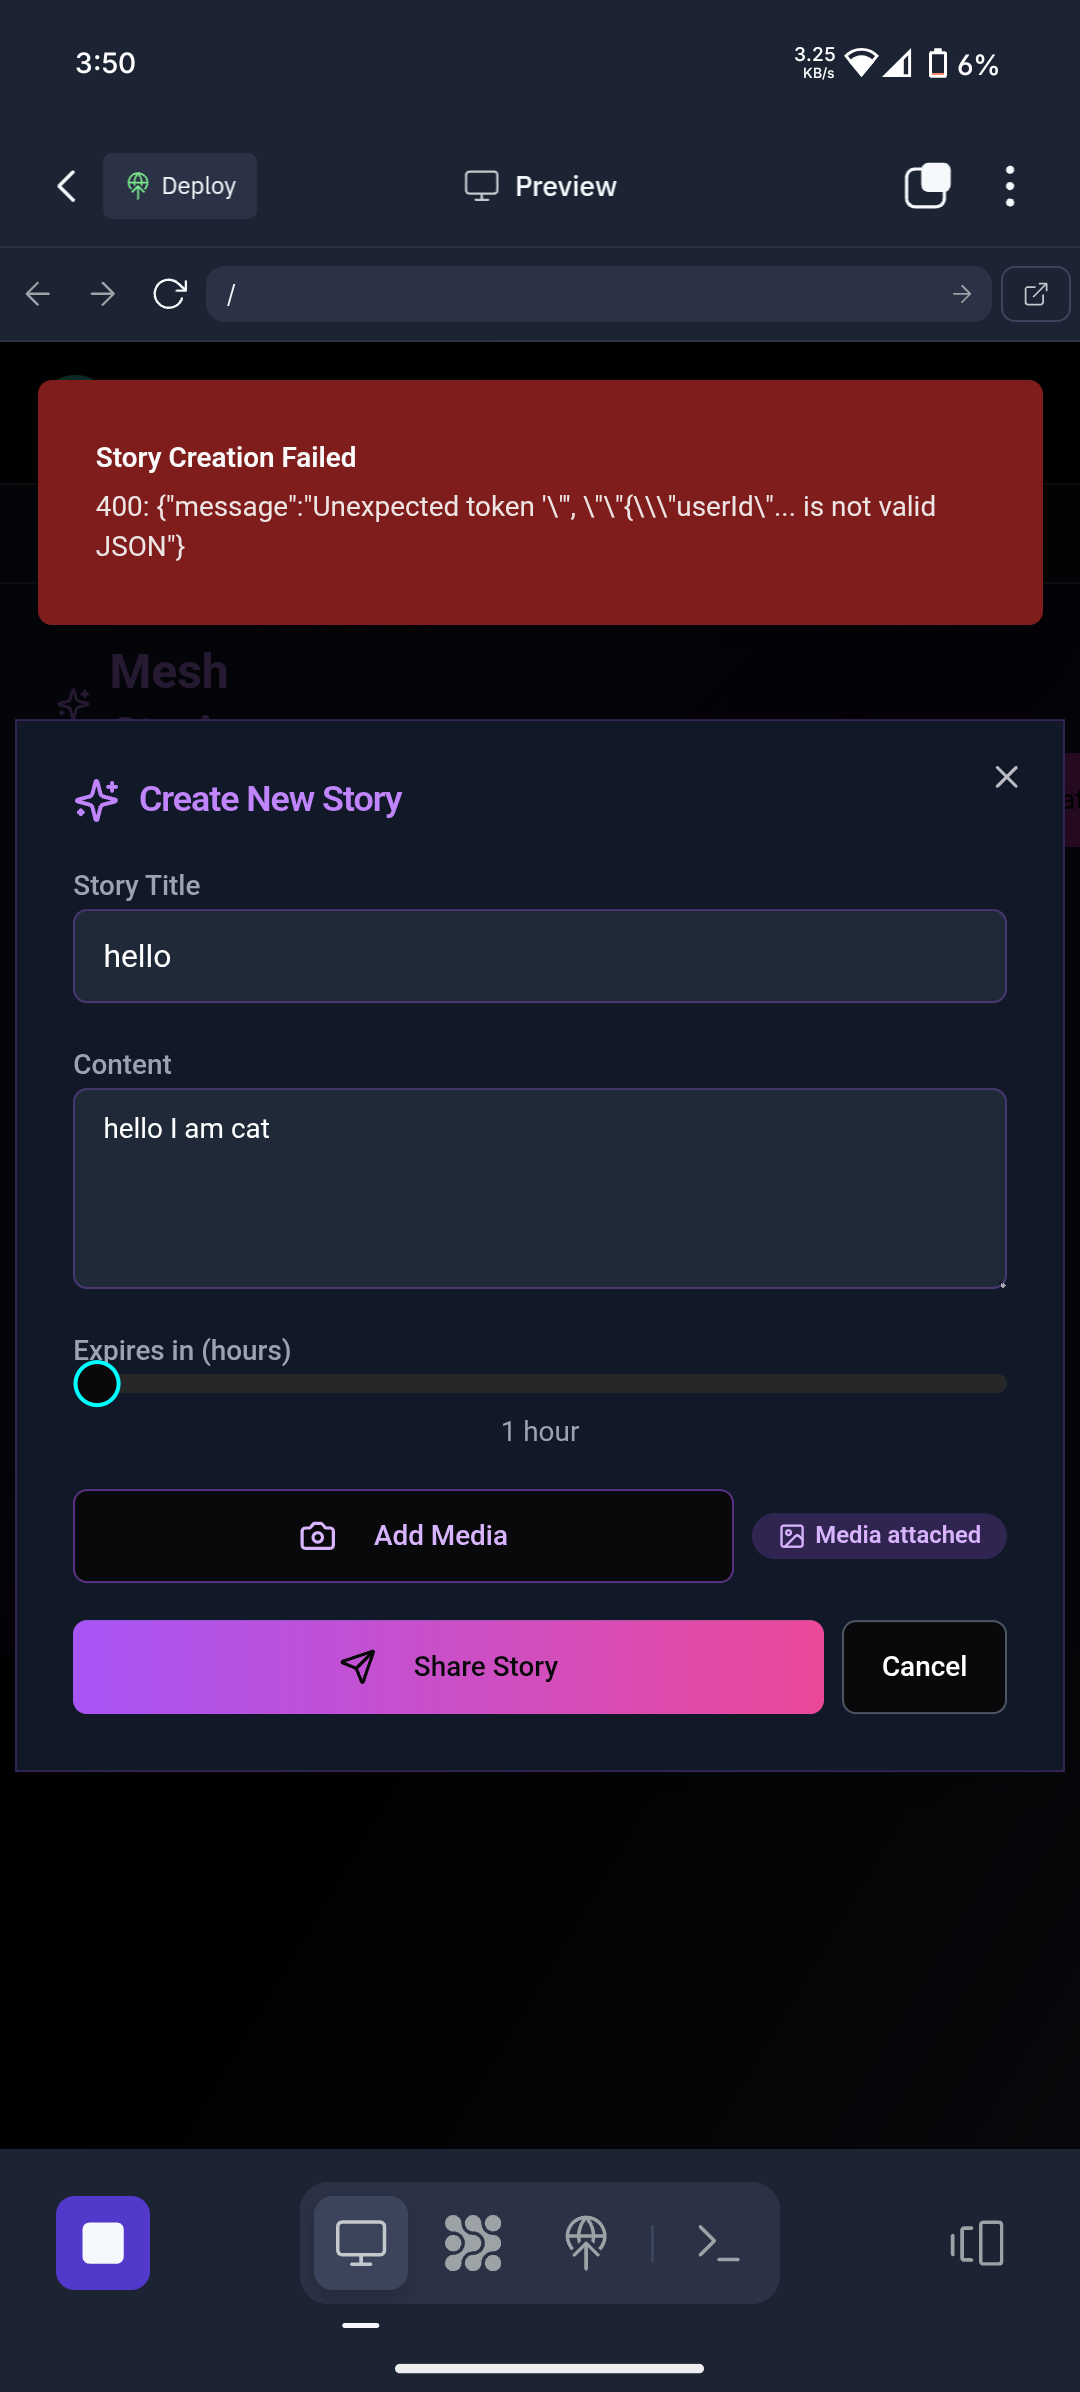 3:50
3.25
KB/s
6%
Deploy
Preview
/
Story Creation Failed
400: {"message":"Unexpected token '\"', \"\"{\\\"userId\"... is not valid
JSON"}
Mesh
Create New Story
Story Title
hello
Content
hello I am cat
Expires in (hours)
1 hour
Add Media
Media attached
Share Story
Cancel